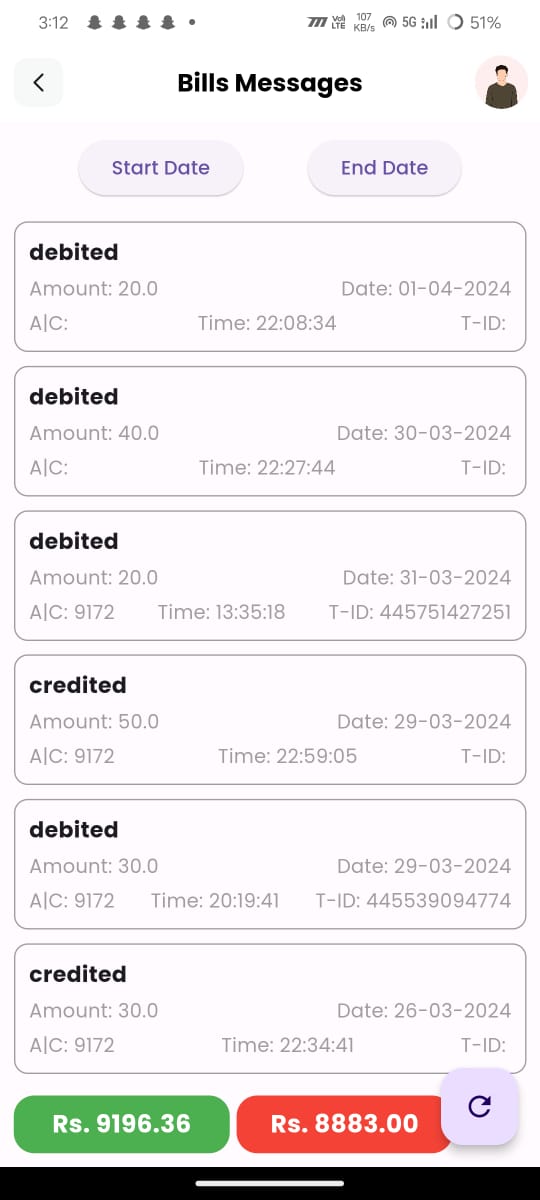 3:12 Vo) LTE 107 KB/s 5G 51%
Bills Messages
Start Date End Date
debited
Amount: 20.0 Date: 01-04-2024
A|C: Time: 22:08:34 T-ID:
debited
Amount: 40.0 Date: 30-03-2024
A|C: Time: 22:27:44 T-ID:
debited
Amount: 20.0 Date: 31-03-2024
A|C: 9172 Time: 13:35:18 T-ID: 445751427251
credited
Amount: 50.0 Date: 29-03-2024
A|C: 9172 Time: 22:59:05 T-ID:
debited
Amount: 30.0 Date: 29-03-2024
A|C: 9172 Time: 20:19:41 T-ID: 445539094774
credited
Amount: 30.0 Date: 26-03-2024
A|C: 9172 Time: 22:34:41 T-ID:
Rs. 9196.36 Rs. 8883.00